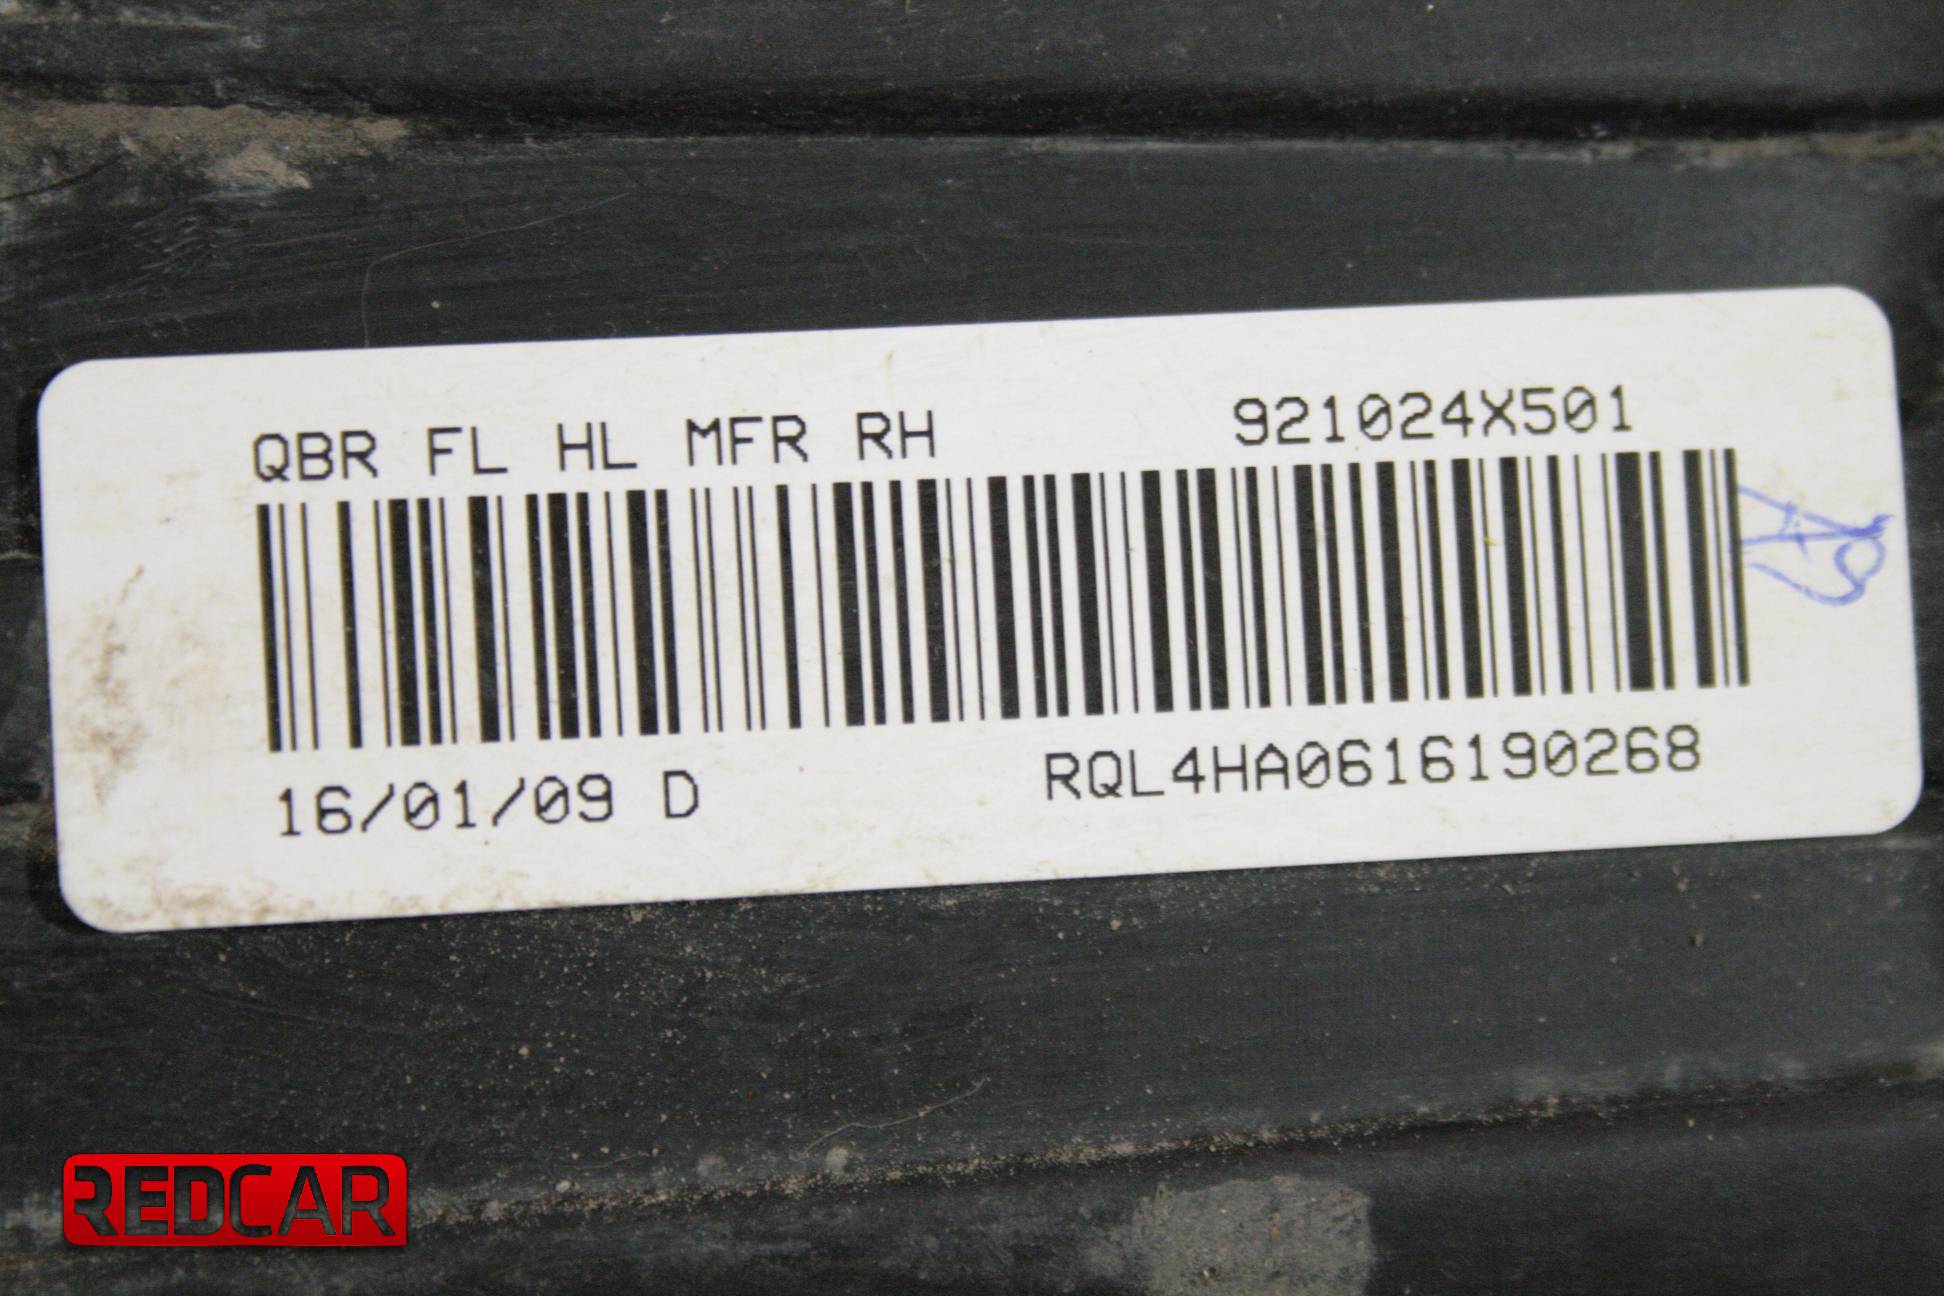 QBR FL HL MFR RH 921024X501
16/01/09 D RQL4HA0616190268
REDCAR